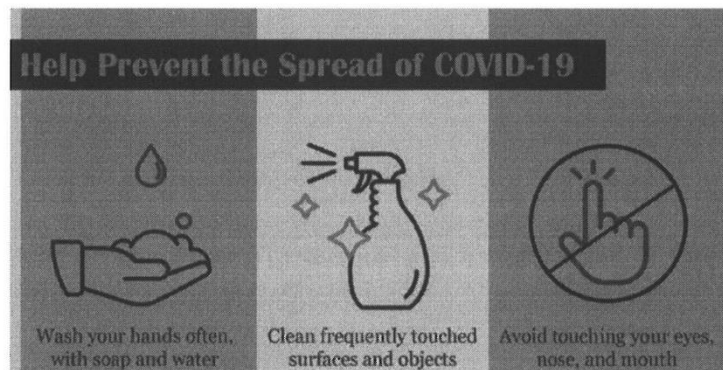 Help Prevent the Spread of COVID-19
Wash your hands often,
with soap and water
Clean frequently touched
surfaces and objects
Avoid touching your eyes,
nose, and mouth